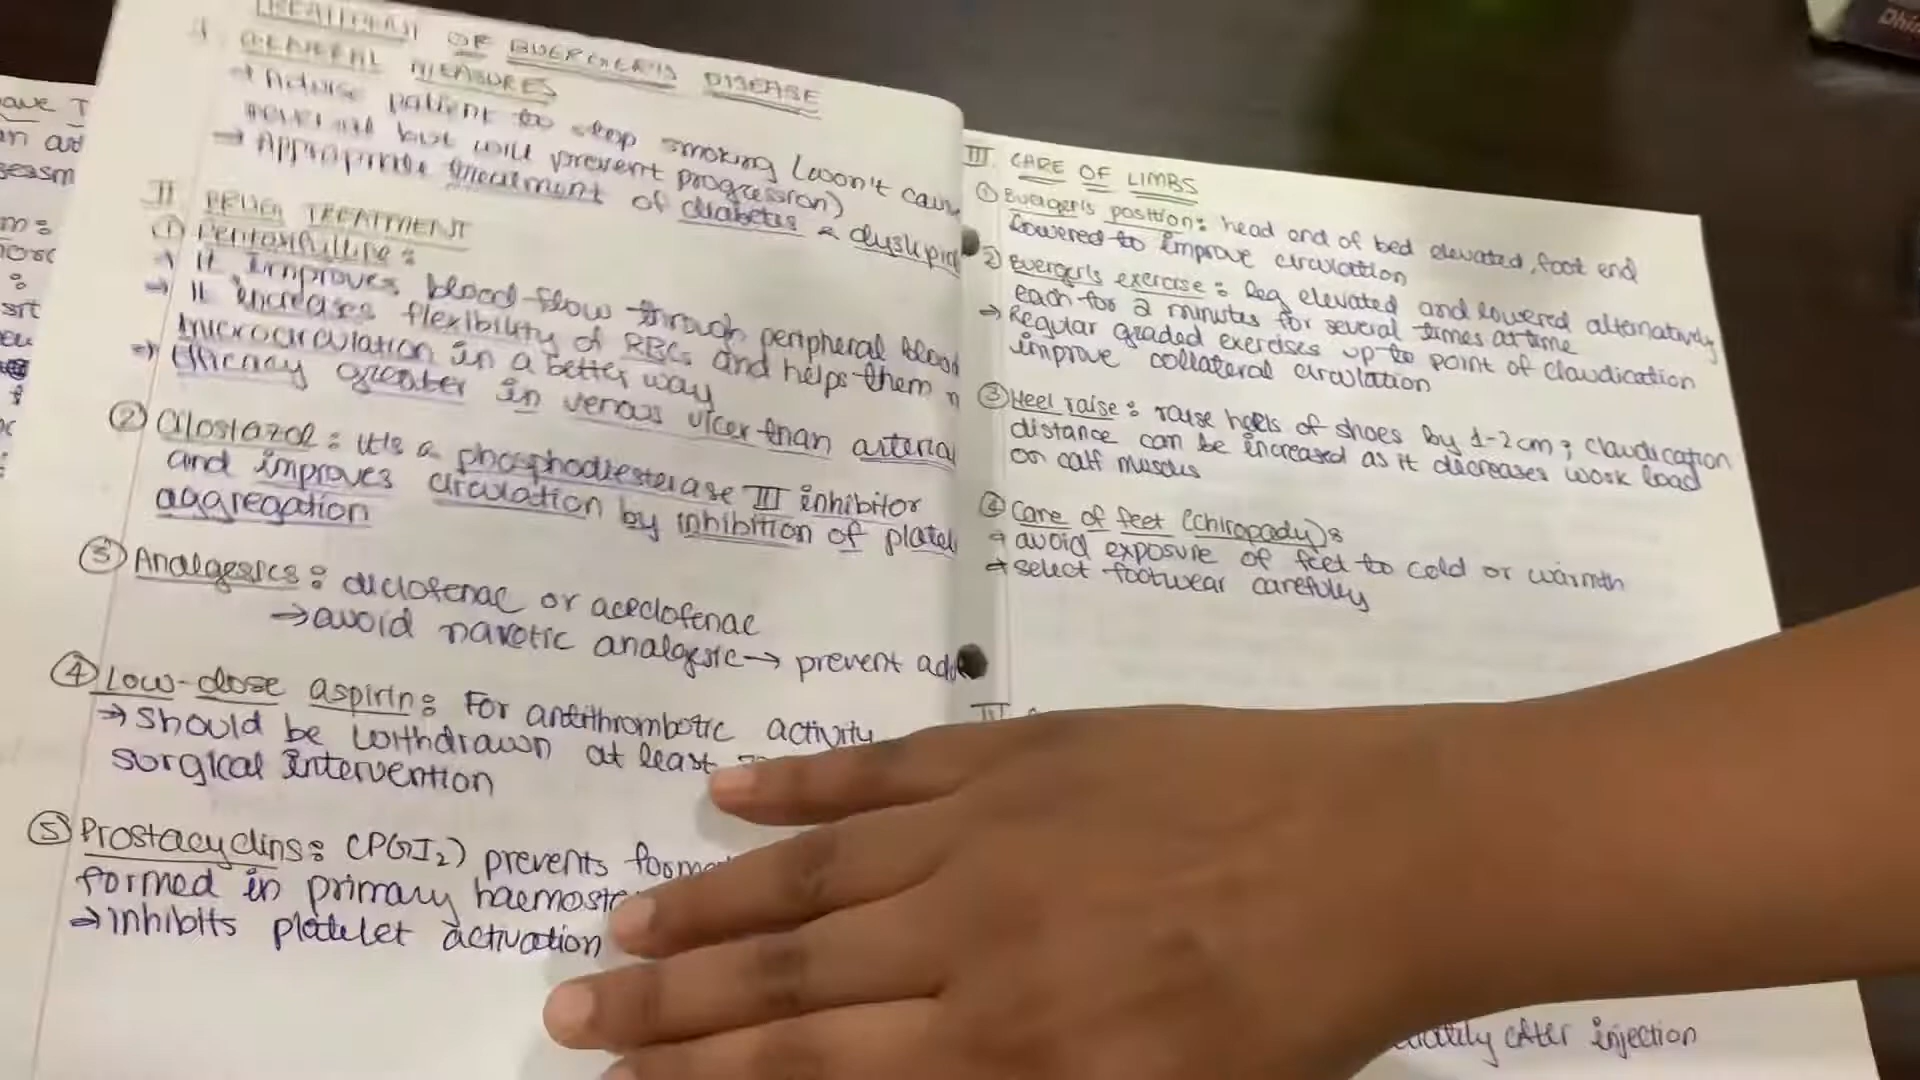 TREATMENT OF BUERGER'S DISEASE
I. GENERAL MEASURES
→ Advise patient to stop smoking (won't cause
reversal but will prevent progression)
→ Appropriate treatment of diabetes & dyslipid
II DRUG TREATMENT
① Pentoxifylline:
→ It improves blood-flow through peripheral blood
→ It increases flexibility of RBCs and helps them
microcirculation in a better way
→ Efficacy greater in venous ulcer than arterial
② Cilostazol: it's a phosphodiesterase III inhibitor
and improves circulation by inhibition of platel
aggregation
③ Analgesics: diclofenac or aceclofenac
→ avoid narcotic analgesic → prevent add
④ Low-dose aspirin: For antithrombotic activity
→ should be withdrawn at least
surgical intervention
⑤ Prostacyclins: (PGI₂) prevents forma
formed in primary haemost
→ inhibits platelet activation
III. CARE OF LIMBS
① Buerger's position: head end of bed elevated, foot end
lowered to improve circulation
② Buerger's exercise: leg elevated and lowered alternatively
each for 2 minutes for several times at time
→ Regular graded exercises up to point of claudication
improve collateral circulation
③ Heel raise: raise heels of shoes by 1-2cm; claudication
distance can be increased as it decreases work load
on calf muscles
④ Care of feet (chiropody):
→ avoid exposure of feet to cold or warmth
→ select footwear carefully
IV
after injection
ave T
Dhi